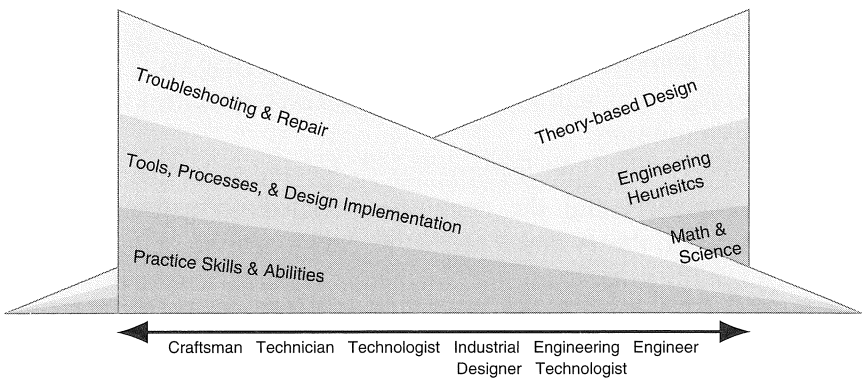 Troubleshooting & Repair
Tools, Processes, & Design Implementation
Practice Skills & Abilities
Theory-based Design
Engineering
Heurisitcs
Math &
Science
Craftsman Technician Technologist Industrial Engineering Engineer
Designer Technologist